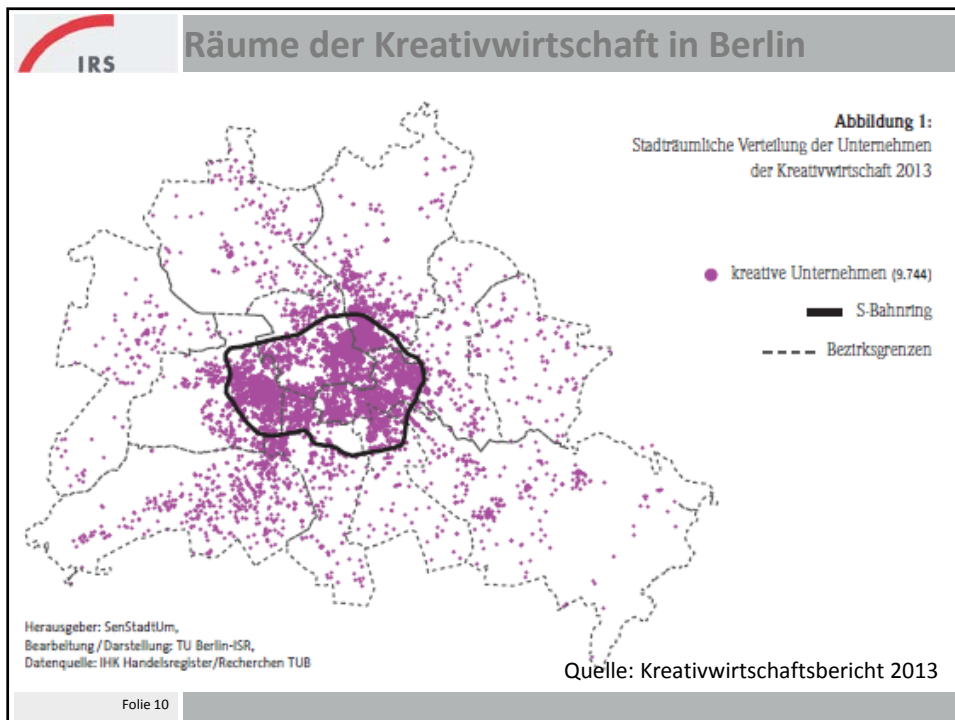 IRS
Räume der Kreativwirtschaft in Berlin
Abbildung 1:
Stadträumliche Verteilung der Unternehmen
der Kreativwirtschaft 2013
kreative Unternehmen (9.744)
S-Bahnring
Bezirksgrenzen
Herausgeber: SenStadtUm,
Bearbeitung/Darstellung: TU Berlin-ISR,
Datenquelle: IHK Handelsregister/Recherchen TUB
Quelle: Kreativwirtschaftsbericht 2013
Folie 10